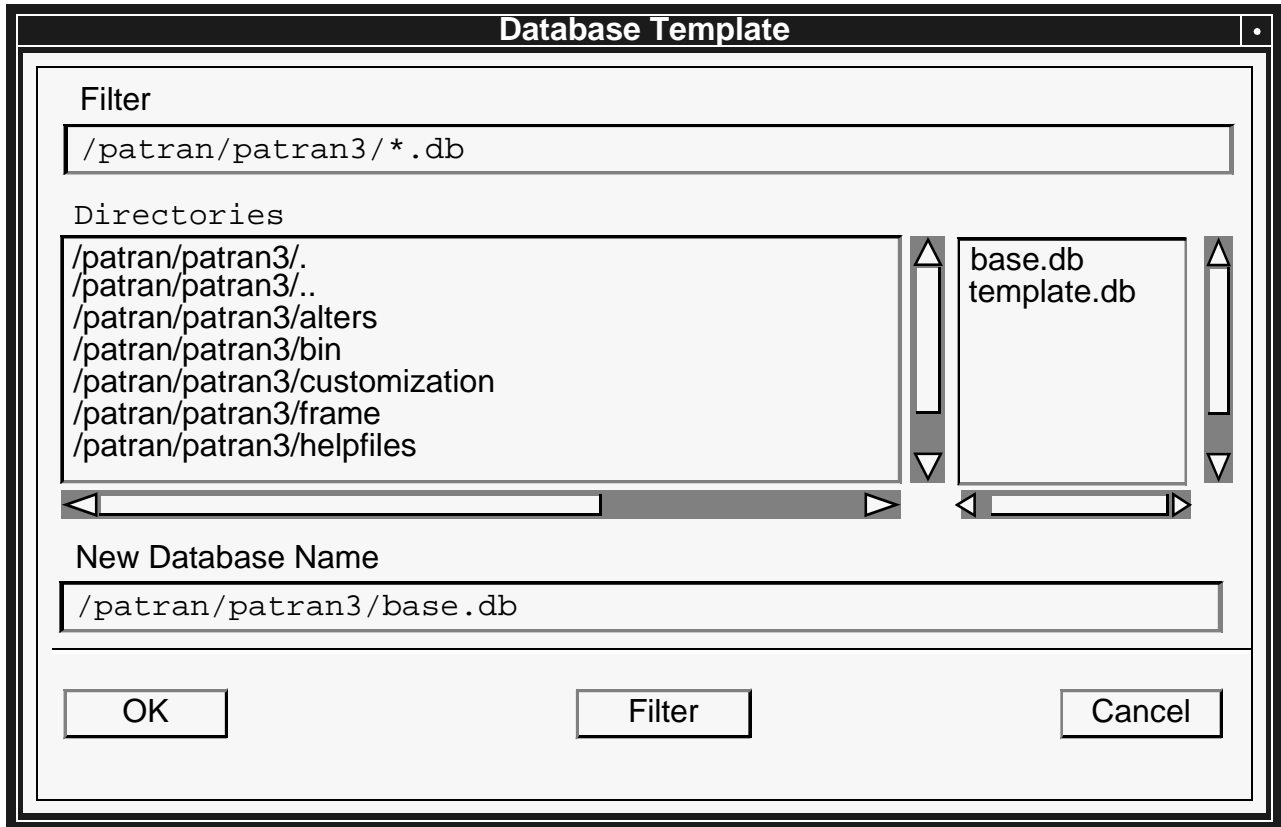 Database Template
Filter
/patran/patran3/*.db
Directories
/patran/patran3/.
/patran/patran3/..
/patran/patran3/alters
/patran/patran3/bin
/patran/patran3/customization
/patran/patran3/frame
/patran/patran3/helpfiles
base.db
template.db
New Database Name
/patran/patran3/base.db
OK
Filter
Cancel